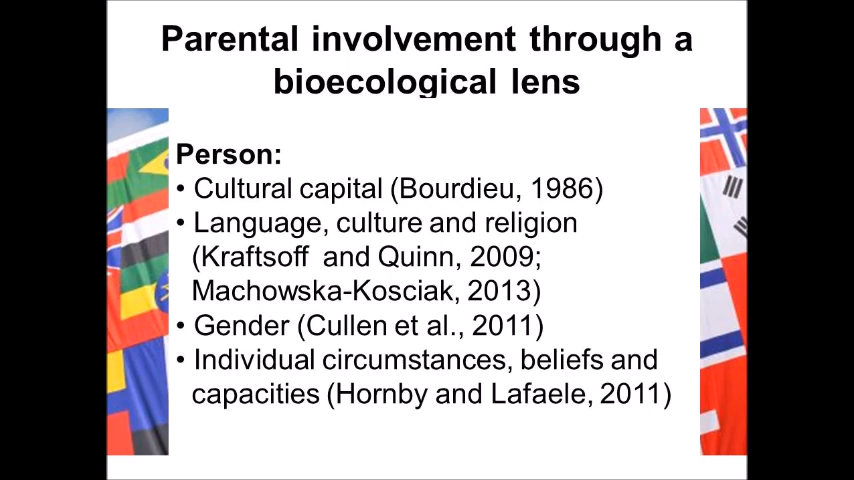 Parental involvement through a
bioecological lens
Person:
• Cultural capital (Bourdieu, 1986)
• Language, culture and religion
(Kraftsoff and Quinn, 2009;
Machowska-Kosciak, 2013)
• Gender (Cullen et al., 2011)
• Individual circumstances, beliefs and
capacities (Hornby and Lafaele, 2011)